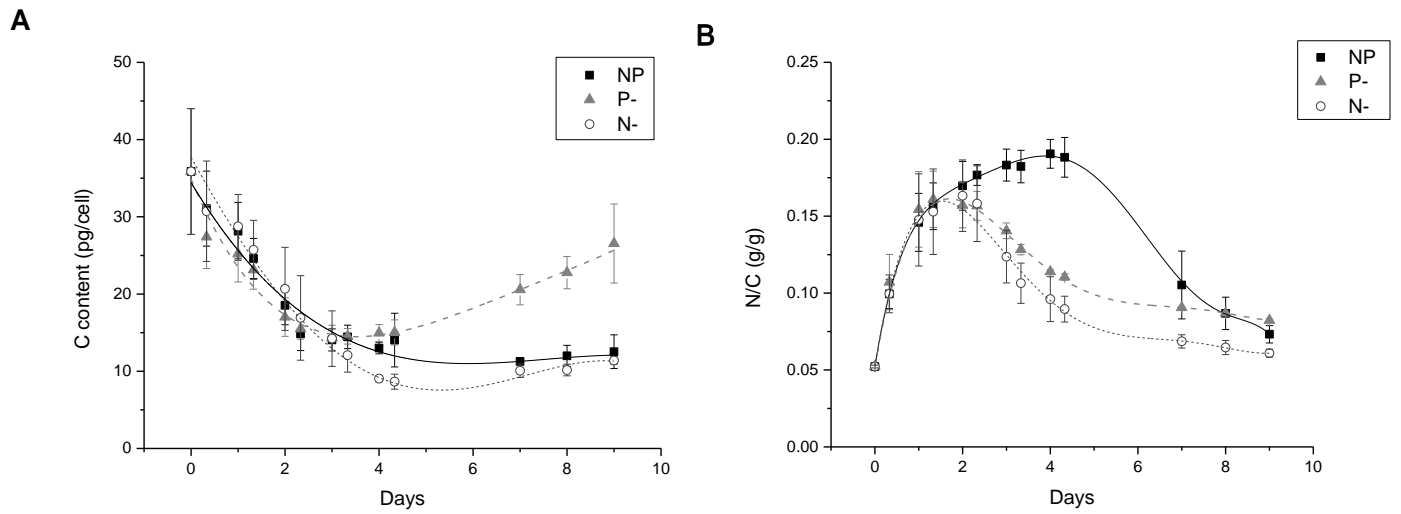 A
50
40
30
20
10
0
C content (pg/cell)
0 2 4 6 8 10
Days
NP
P-
N-
B
0.25
0.20
0.15
0.10
0.05
0.00
N/C (g/g)
0 2 4 6 8 10
Days
NP
P-
N-